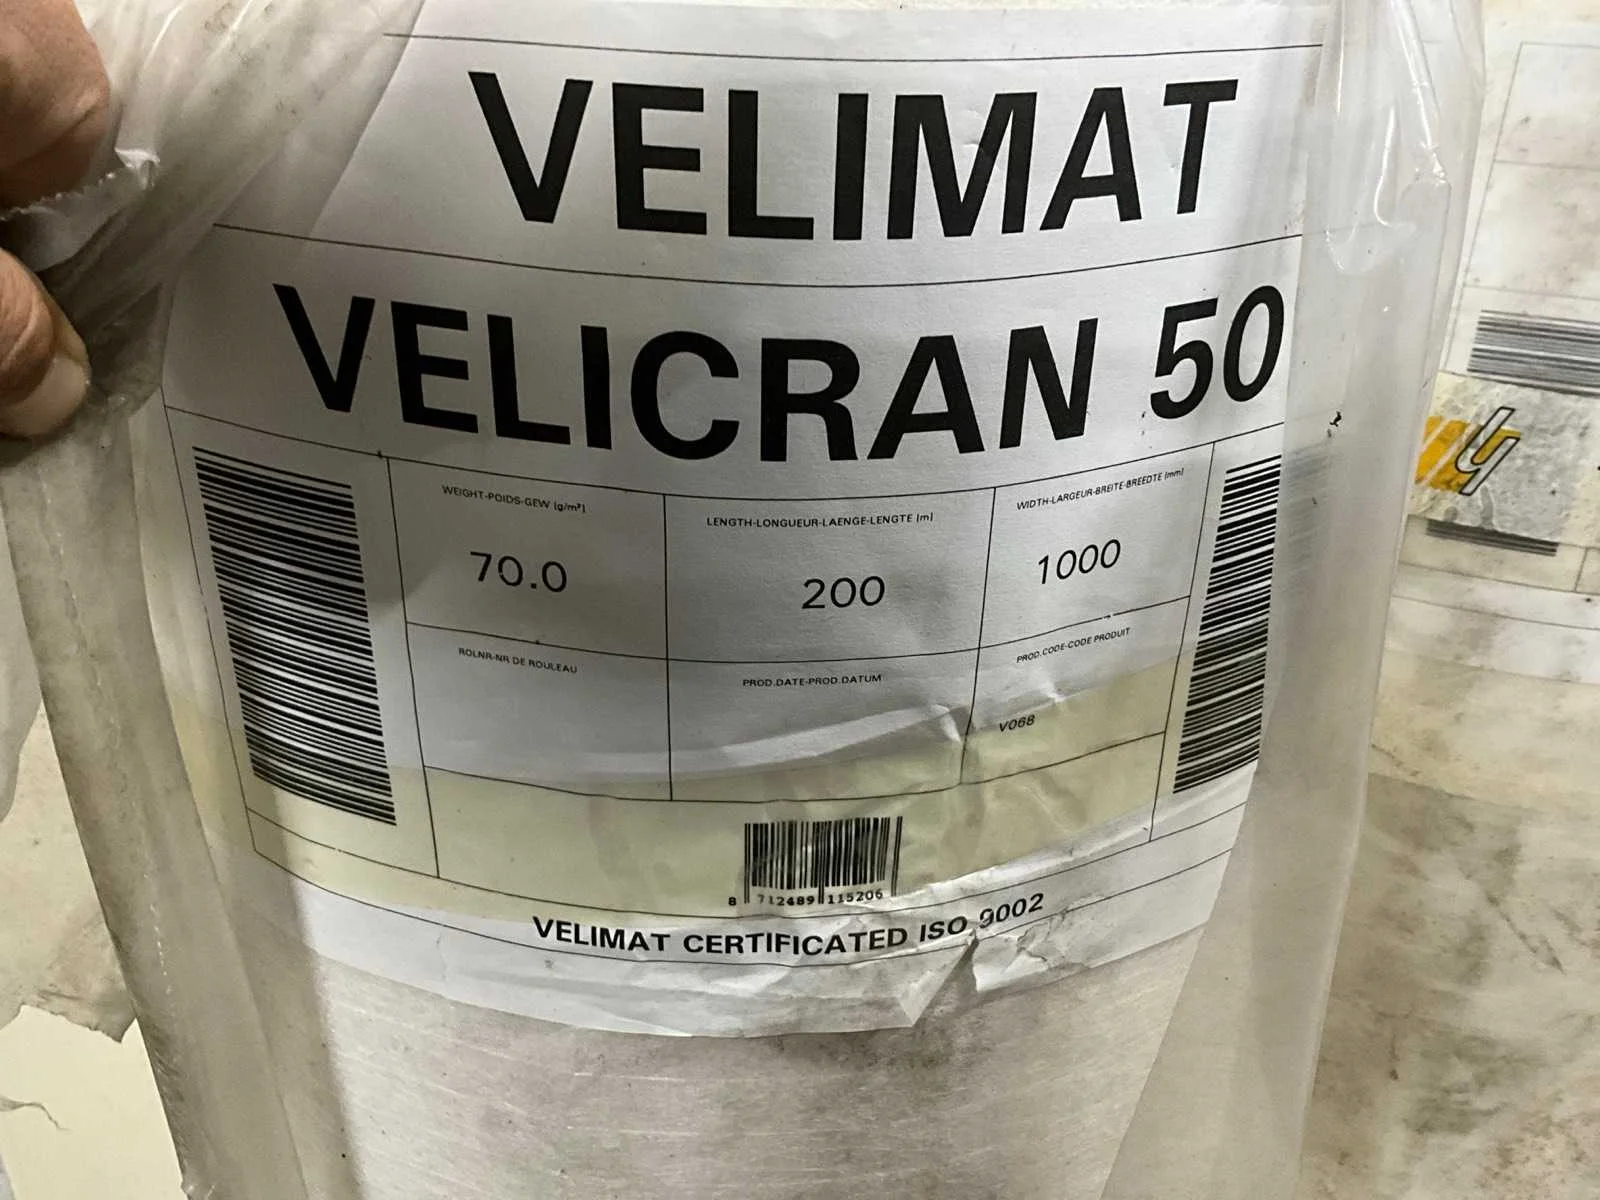 VELIMAT
VELICRAN 50
WEIGHT-POIDS-GEW (g/m²)
70.0
LENGTH-LONGUEUR-LAENGE-LENGTE (m)
200
WIDTH-LARGEUR-BREITE-BREEDTE (mm)
1000
ROLNR-NR DE ROULEAU
PROD.DATE-PROD.DATUM
PROD.CODE-CODE PRODUIT
V068
8 712489 115206
VELIMAT CERTIFICATED ISO 9002